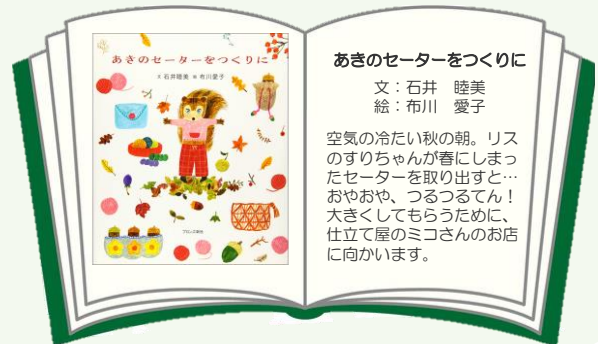 あきのセーターをつくりに
文 石井睦美 絵 布川愛子
ブロンズ新社
あきのセーターをつくりに
文：石井　睦美
絵：布川　愛子
空気の冷たい秋の朝。リス
のすりちゃんが春にしまっ
たセーターを取り出すと…
おやおや、つるつるてん！
大きくしてもらうために、
仕立て屋のミコさんのお店
に向かいます。